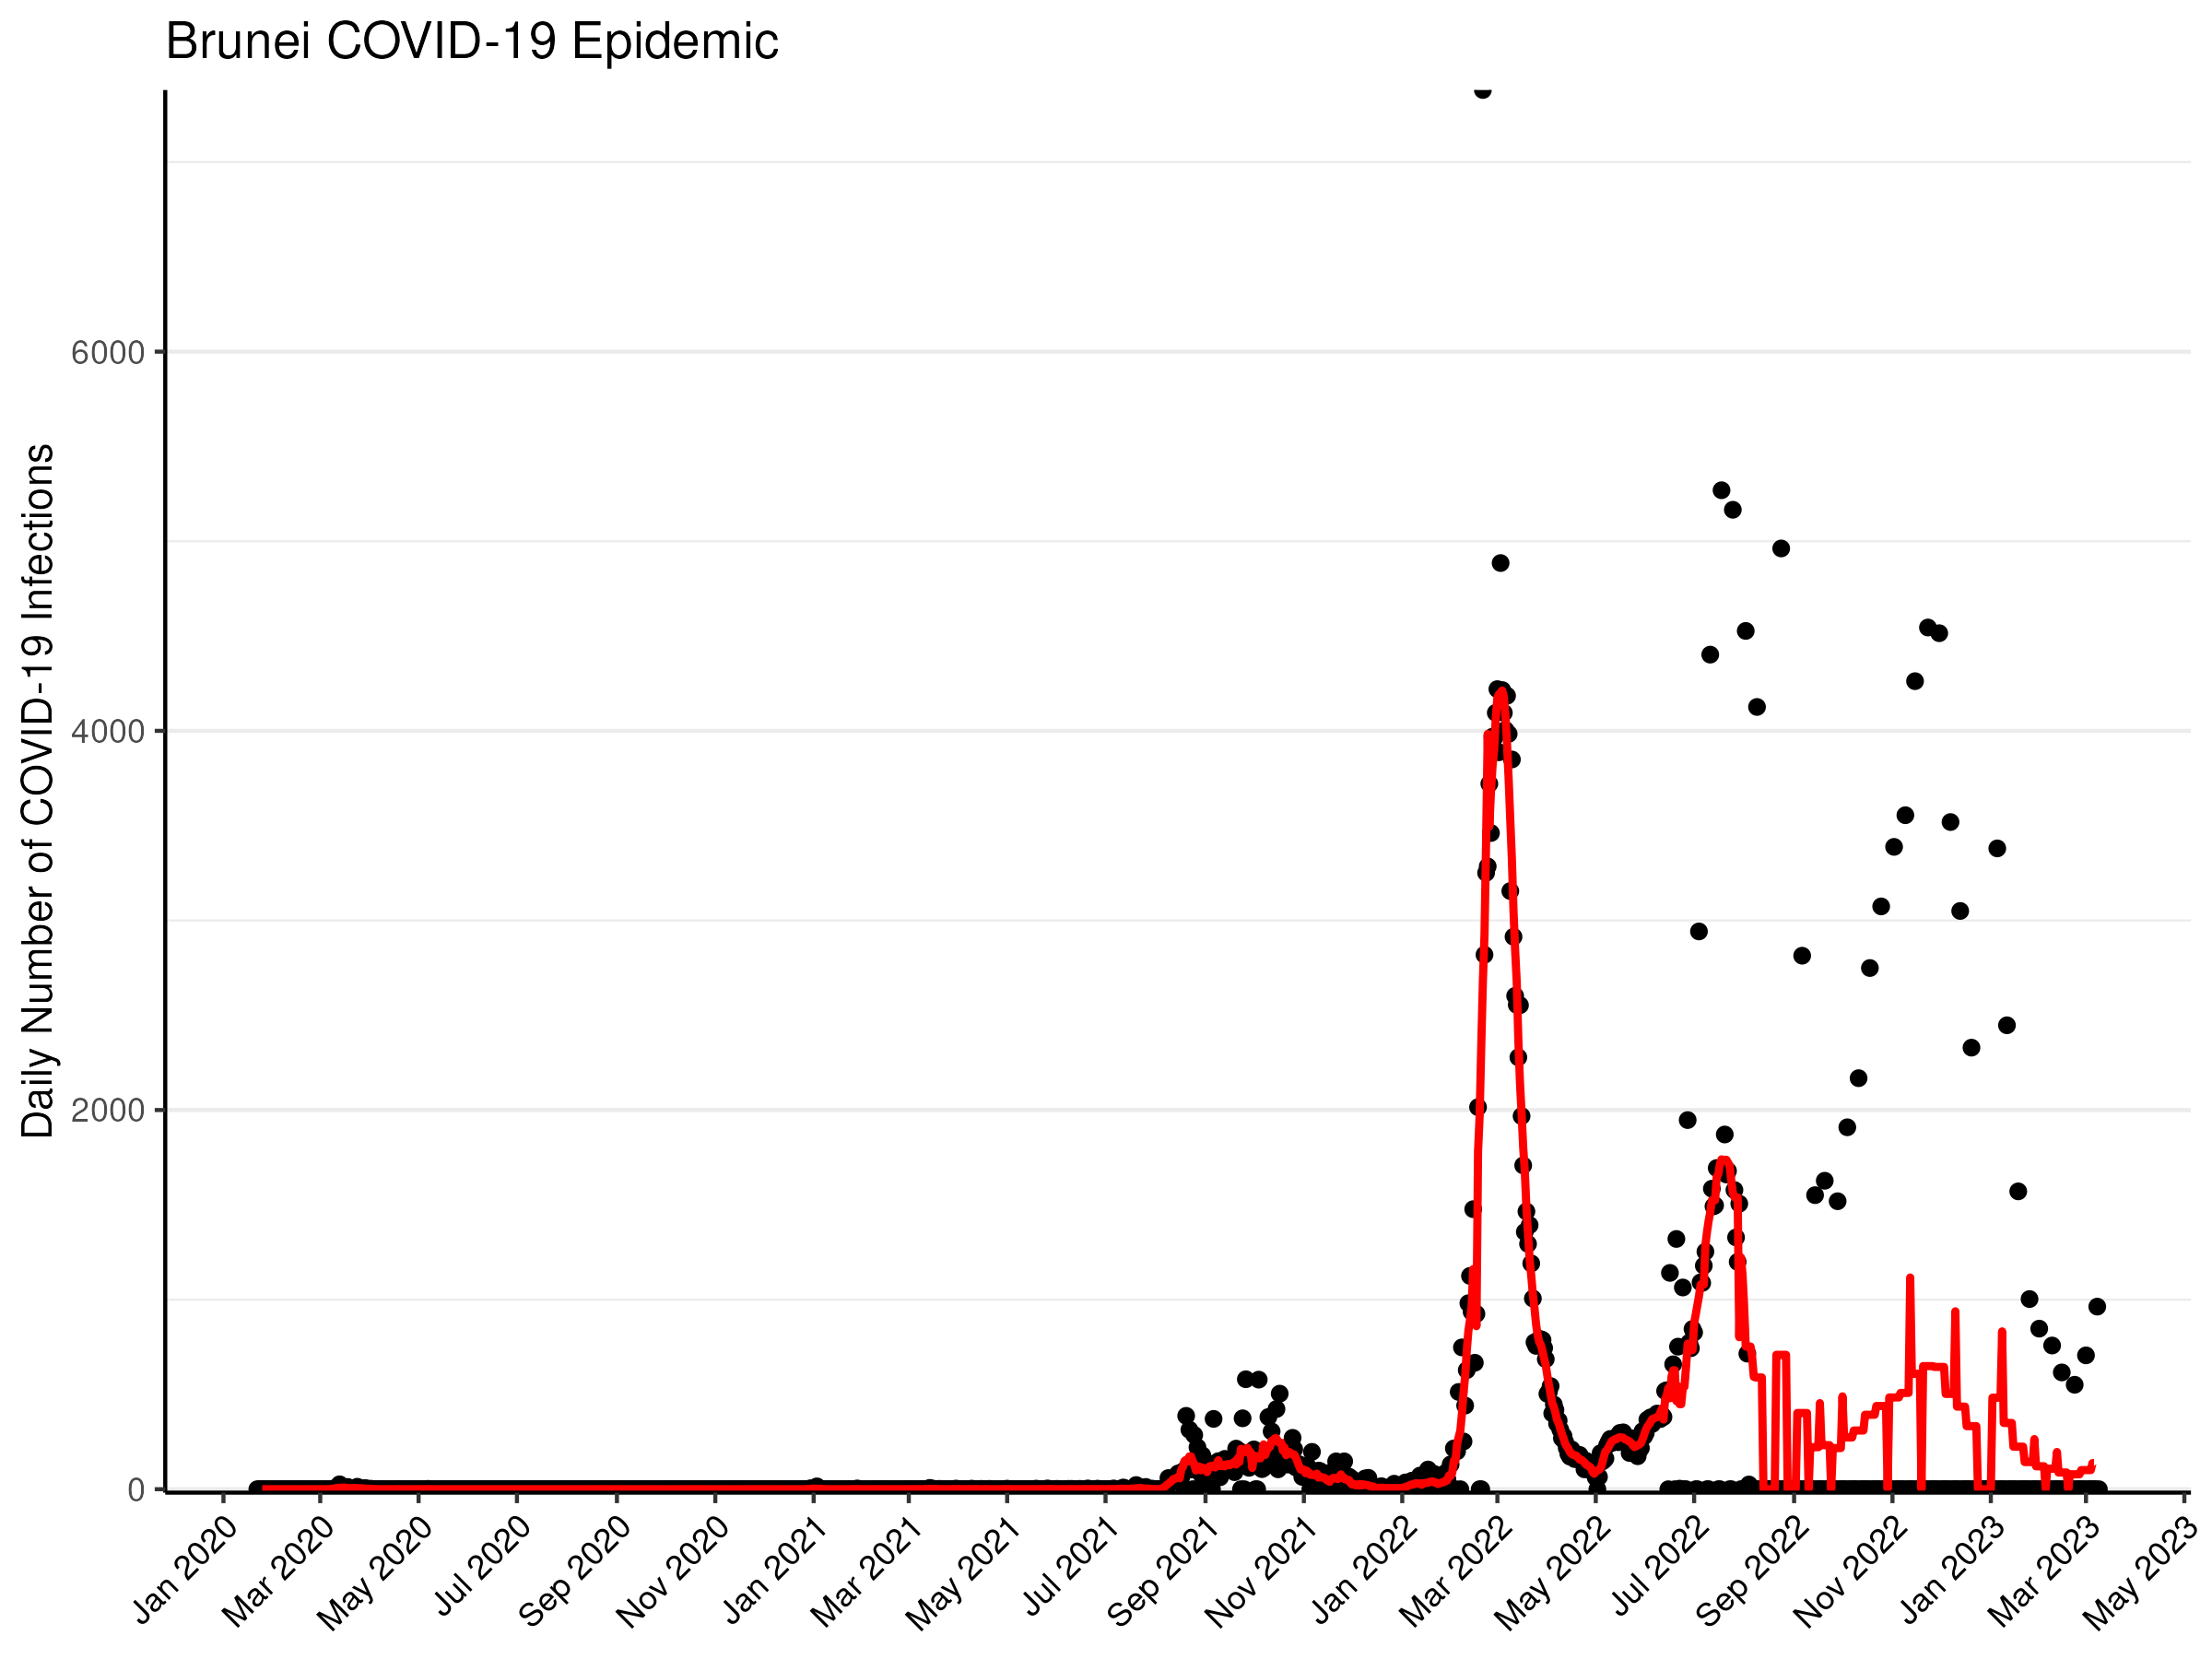 Brunei COVID-19 Epidemic
Daily Number of COVID-19 Infections
6000
4000
2000
0
Jan 2020
Mar 2020
May 2020
Jul 2020
Sep 2020
Nov 2020
Jan 2021
Mar 2021
May 2021
Jul 2021
Sep 2021
Nov 2021
Jan 2022
Mar 2022
May 2022
Jul 2022
Sep 2022
Nov 2022
Jan 2023
Mar 2023
May 2023